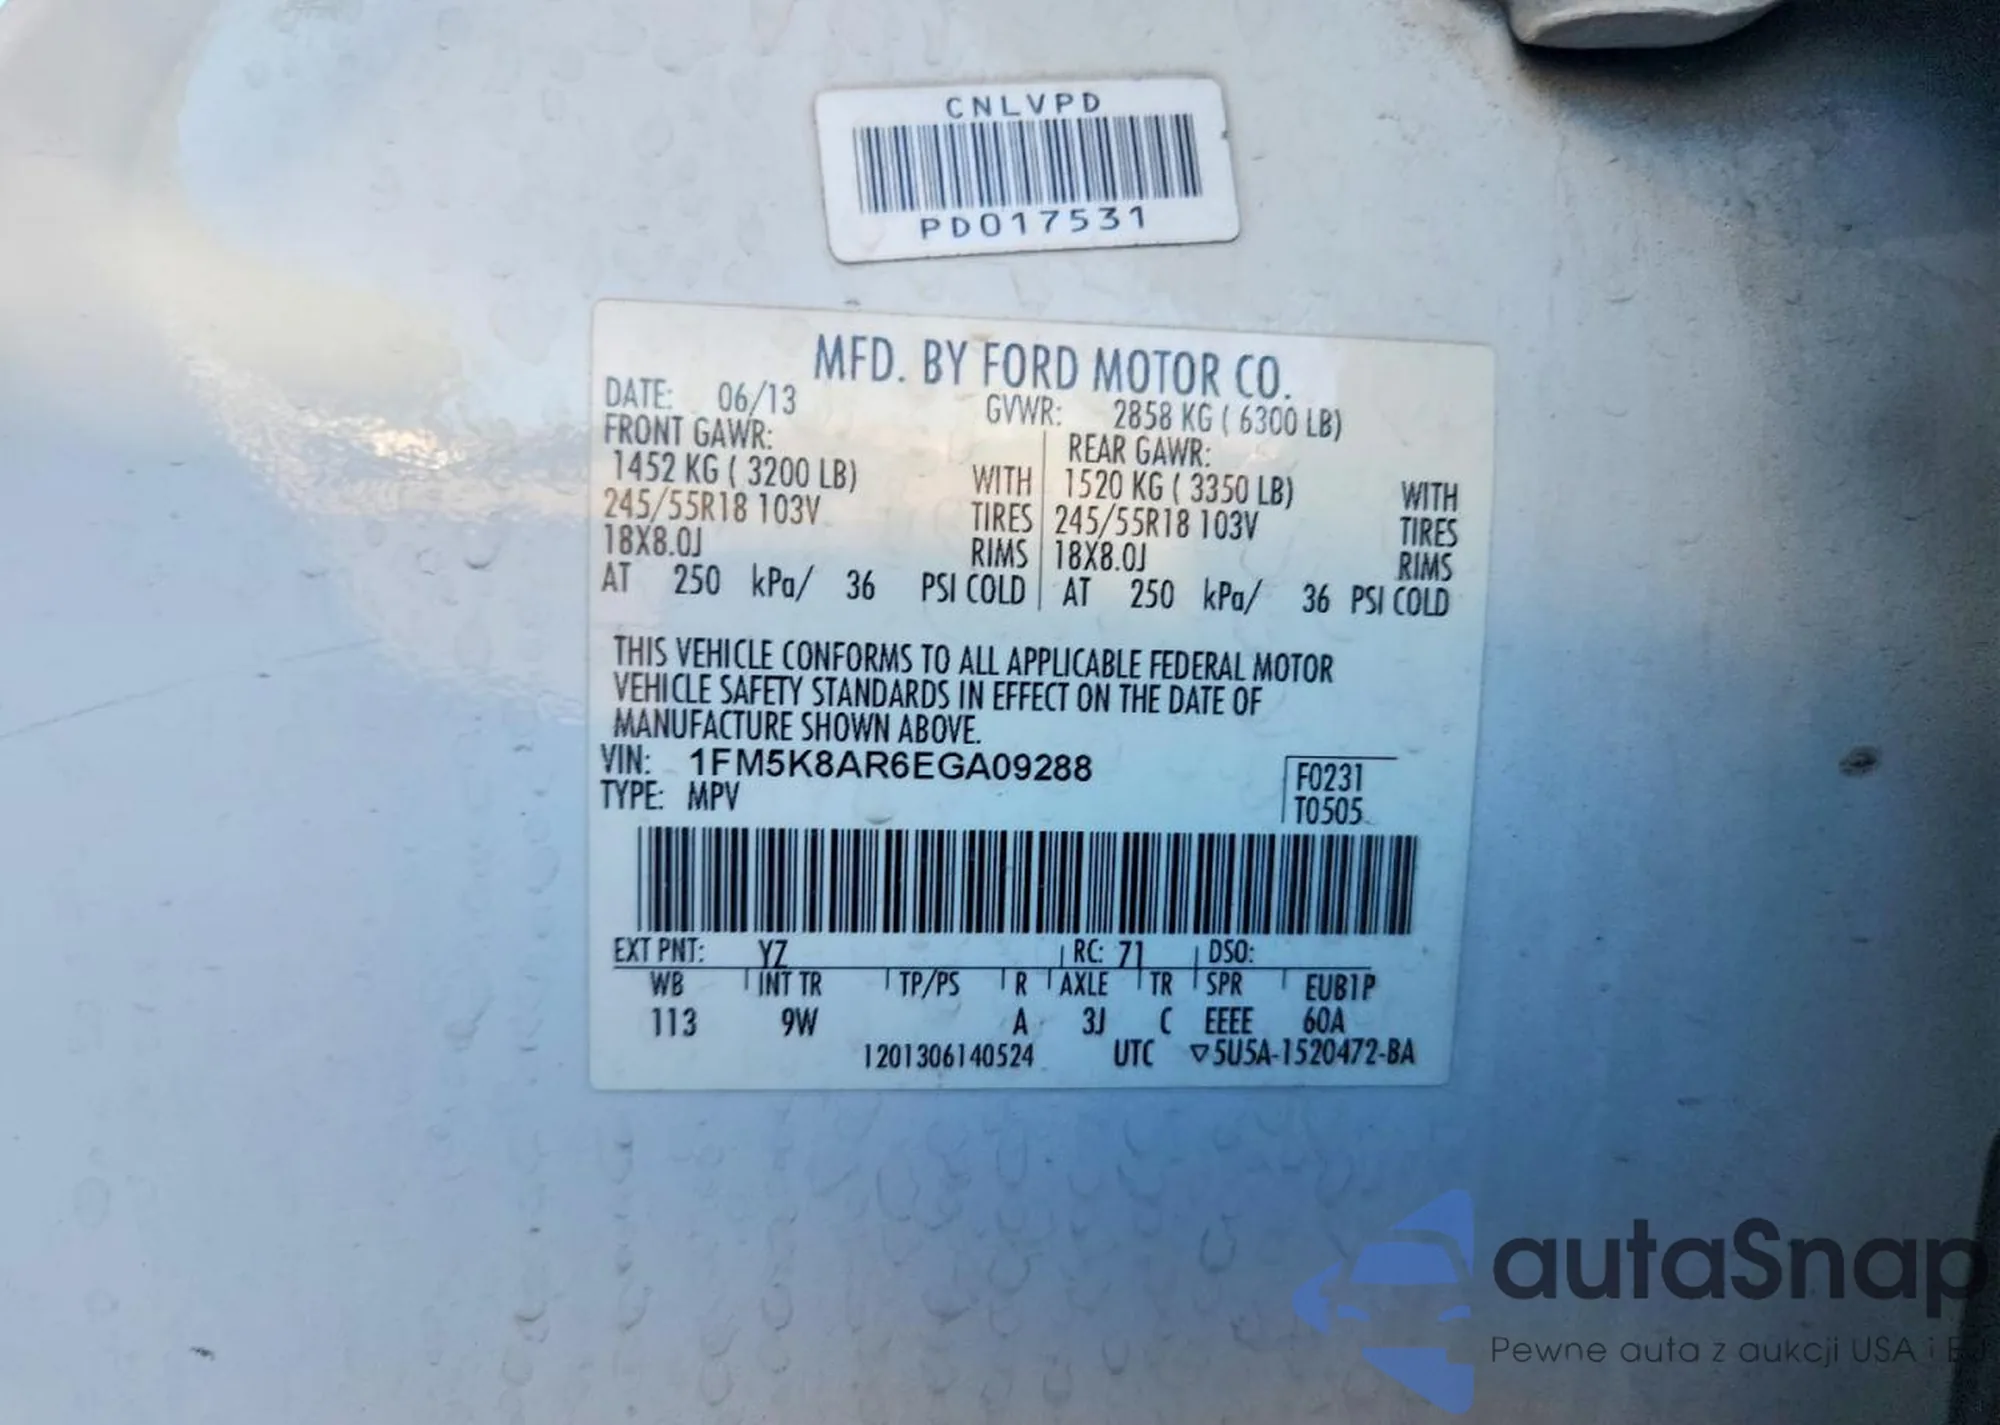 CNLVPD
PD017531
MFD. BY FORD MOTOR CO.
DATE: 06/13 GVWR: 2858 KG ( 6300 LB)
FRONT GAWR: REAR GAWR:
1452 KG ( 3200 LB) WITH 1520 KG ( 3350 LB) WITH
245/55R18 103V TIRES 245/55R18 103V TIRES
18X8.0J RIMS 18X8.0J RIMS
AT 250 kPa/ 36 PSI COLD AT 250 kPa/ 36 PSI COLD
THIS VEHICLE CONFORMS TO ALL APPLICABLE FEDERAL MOTOR
VEHICLE SAFETY STANDARDS IN EFFECT ON THE DATE OF
MANUFACTURE SHOWN ABOVE.
VIN: 1FM5K8AR6EGA09288
TYPE: MPV
F0231
T0505
EXT PNT: YZ RC: 71 DSO:
WB INT TR TP/PS R AXLE TR SPR EUB1P
113 9W A 3J C EEEE 60A
1201306140524 UTC ▽5U5A-1520472-BA
autaSnap
Pewne auta z aukcji USA i EU